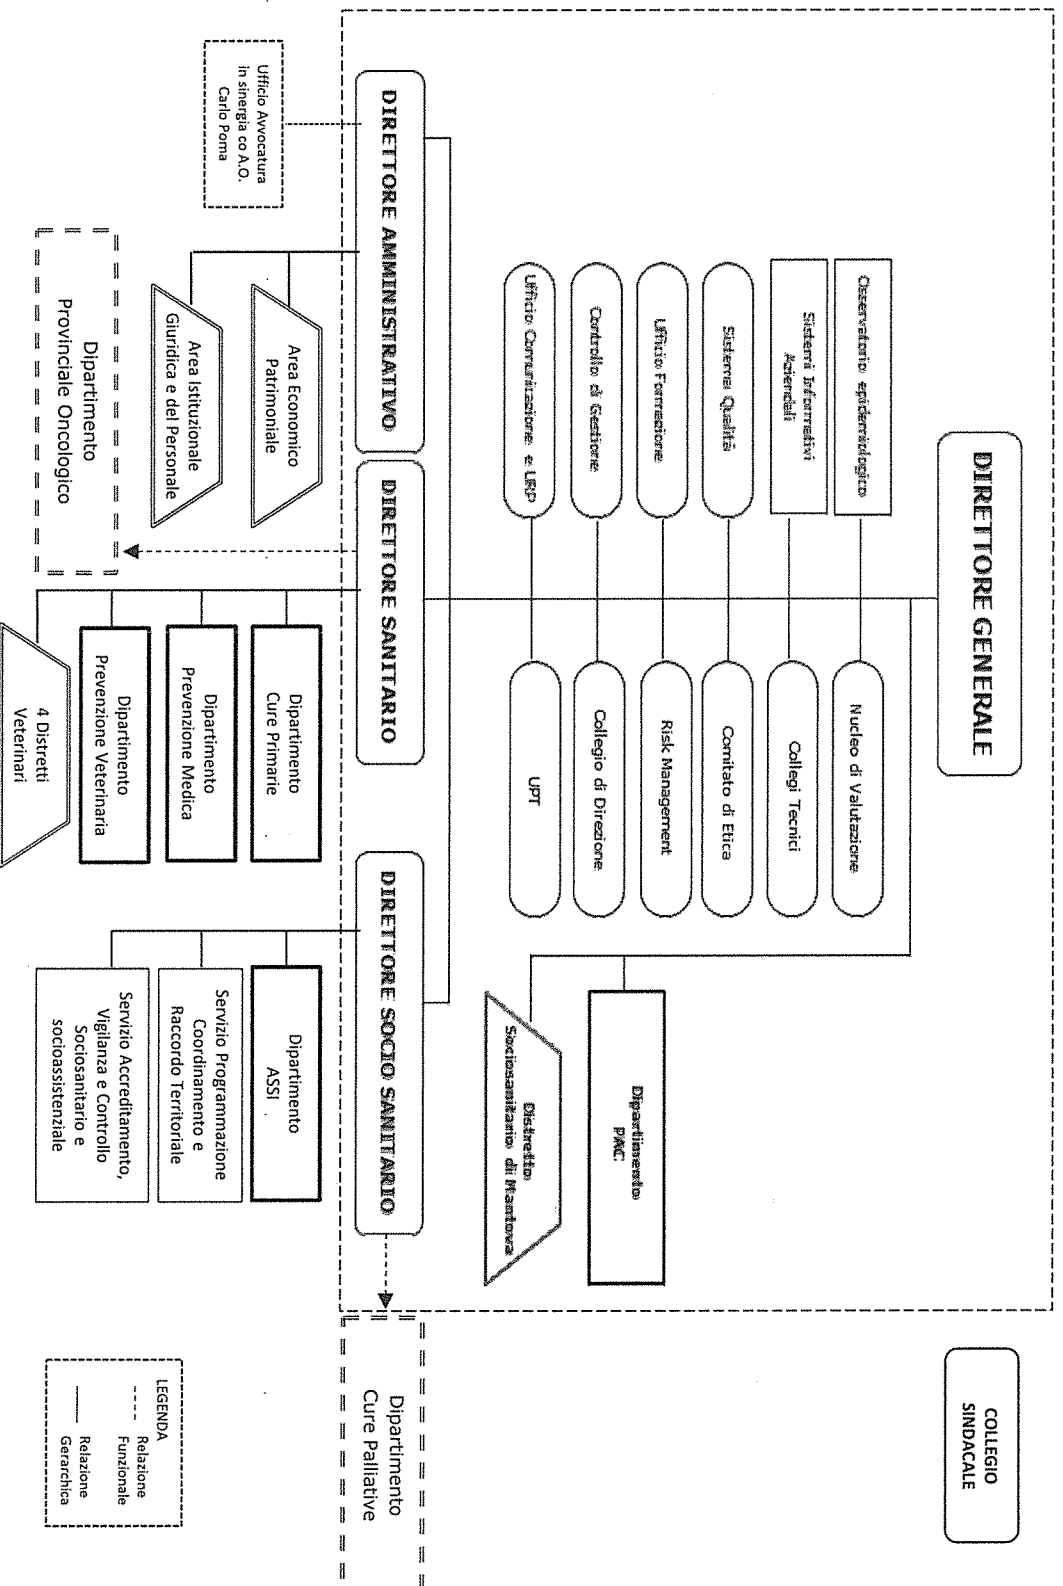 DIRETTORE GENERALE
COLLEGIO
SINDACALE
Osservatorio epidemiologico
Nucleo di Valutazione
Sistemi Informativi
Aziendali
Collegi Tecnici
Sistema Qualità
Comitato di Etica
Ufficio Formazione
Risk Management
Controllo di Gestione
Collegio di Direzione
Ufficio Comunicazione e URP
UPT
Dipartimento
PAC
Distretto
Sociosanitario di Mantova
DIRETTORE AMMINISTRATIVO
DIRETTORE SANITARIO
DIRETTORE SOCIO SANITARIO
Dipartimento
Cure Palliative
Ufficio Avvocatura
in sinergia co A.O.
Carlo Poma
Area Economico
Patrimoniale
Area Istituzionale
Giuridica e del Personale
Dipartimento
Provinciale Oncologico
Dipartimento
Cure Primarie
Dipartimento
Prevenzione Medica
Dipartimento
Prevenzione Veterinaria
4 Distretti
Veterinari
Dipartimento
ASSI
Servizio Programmazione
Coordinamento e
Raccordo Territoriale
Servizio Accreditamento,
Vigilanza e Controllo
Sociosanitario e
socioassistenziale
LEGENDA
Relazione
Funzionale
Relazione
Gerarchica